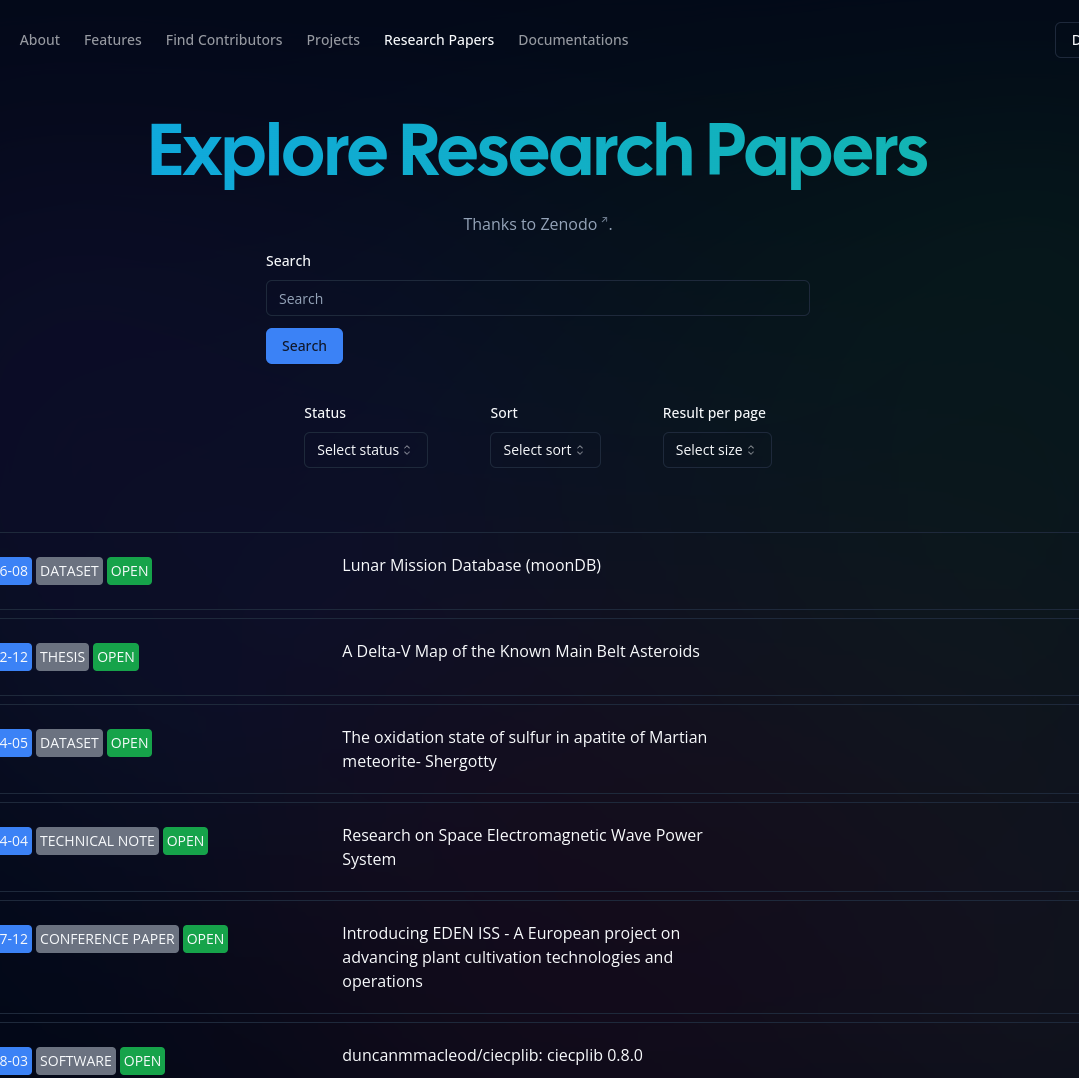 About Features Find Contributors Projects Research Papers Documentations D
Explore Research Papers
Thanks to Zenodo ↗.
Search
Search
Search
Status Sort Result per page
Select status Select sort Select size
6-08 DATASET OPEN Lunar Mission Database (moonDB)
2-12 THESIS OPEN A Delta-V Map of the Known Main Belt Asteroids
4-05 DATASET OPEN The oxidation state of sulfur in apatite of Martian
meteorite- Shergotty
4-04 TECHNICAL NOTE OPEN Research on Space Electromagnetic Wave Power
System
7-12 CONFERENCE PAPER OPEN Introducing EDEN ISS - A European project on
advancing plant cultivation technologies and
operations
8-03 SOFTWARE OPEN duncanmmacleod/ciecplib: ciecplib 0.8.0